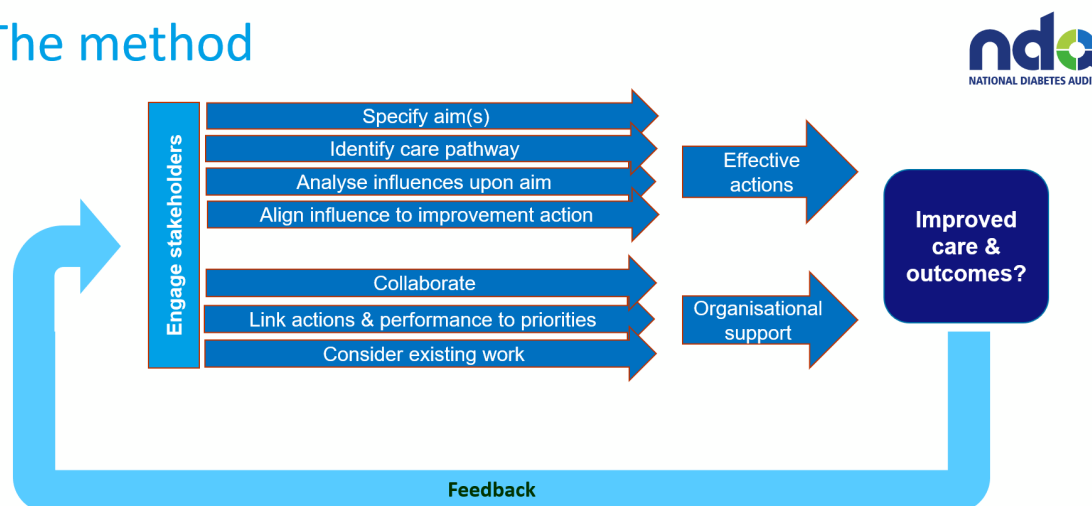 The method
nda
NATIONAL DIABETES AUDI
Engage stakeholders
Specify aim(s)
Identify care pathway
Analyse influences upon aim
Align influence to improvement action
Collaborate
Link actions & performance to priorities
Consider existing work
Effective
actions
Organisational
support
Improved
care &
outcomes?
Feedback